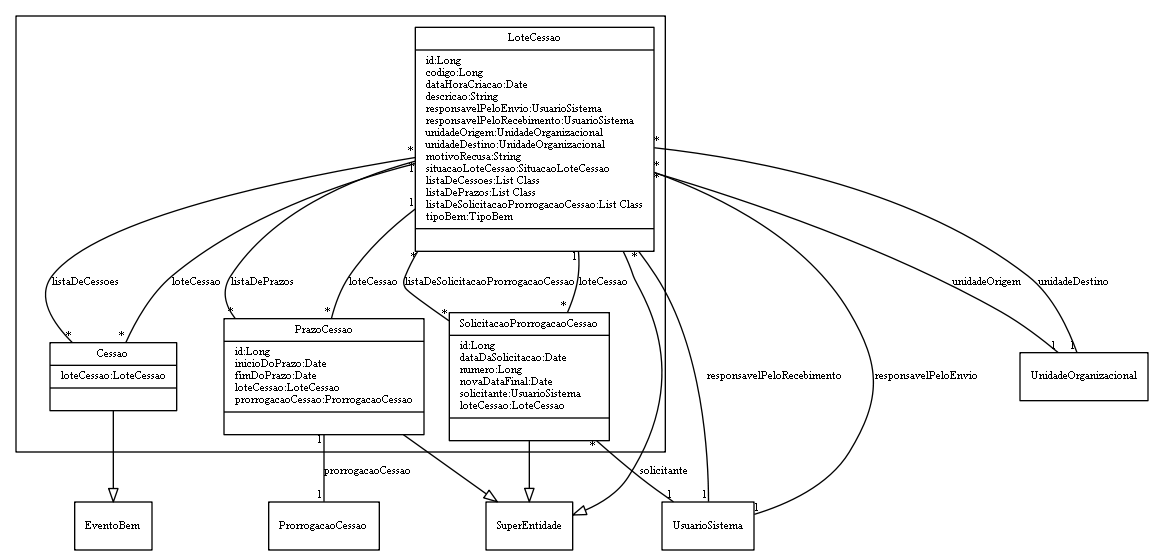 LoteCessao
id:Long
codigo:Long
dataHoraCriacao:Date
descricao:String
responsavelPeloEnvio:UsuarioSistema
responsavelPeloRecebimento:UsuarioSistema
unidadeOrigem:UnidadeOrganizacional
unidadeDestino:UnidadeOrganizacional
motivoRecusa:String
situacaoLoteCessao:SituacaoLoteCessao
listaDeCessoes:List Class
listaDePrazos:List Class
listaDeSolicitacaoProrrogacaoCessao:List Class
tipoBem:TipoBem
*
*
*
*
1
1
*
1
*
listaDeCessoes
loteCessao
listaDePrazos
loteCessao
listaDeSolicitacaoProrrogacaoCessao
loteCessao
unidadeOrigem
unidadeDestino
*
*
*
*
*
*
1
1
Cessao
loteCessao:LoteCessao
PrazoCessao
id:Long
inicioDoPrazo:Date
fimDoPrazo:Date
loteCessao:LoteCessao
prorrogacaoCessao:ProrrogacaoCessao
SolicitacaoProrrogacaoCessao
id:Long
dataDaSolicitacao:Date
numero:Long
novaDataFinal:Date
solicitante:UsuarioSistema
loteCessao:LoteCessao
UnidadeOrganizacional
responsavelPeloRecebimento
responsavelPeloEnvio
1
*
prorrogacaoCessao
solicitante
1
1
1
1
EventoBem
ProrrogacaoCessao
SuperEntidade
UsuarioSistema